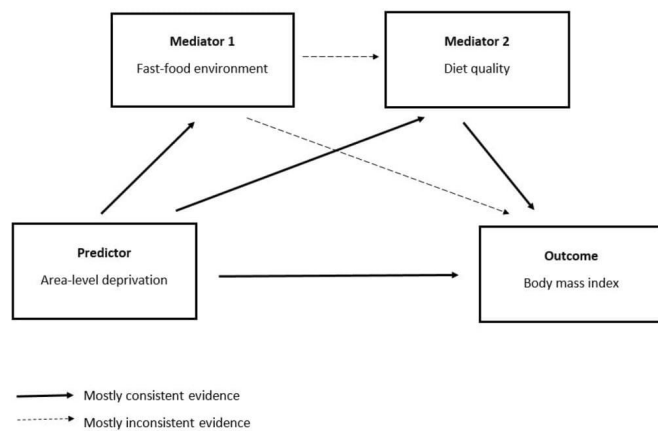 Mediator 1
Fast-food environment
Mediator 2
Diet quality
Predictor
Area-level deprivation
Outcome
Body mass index
Mostly consistent evidence
Mostly inconsistent evidence